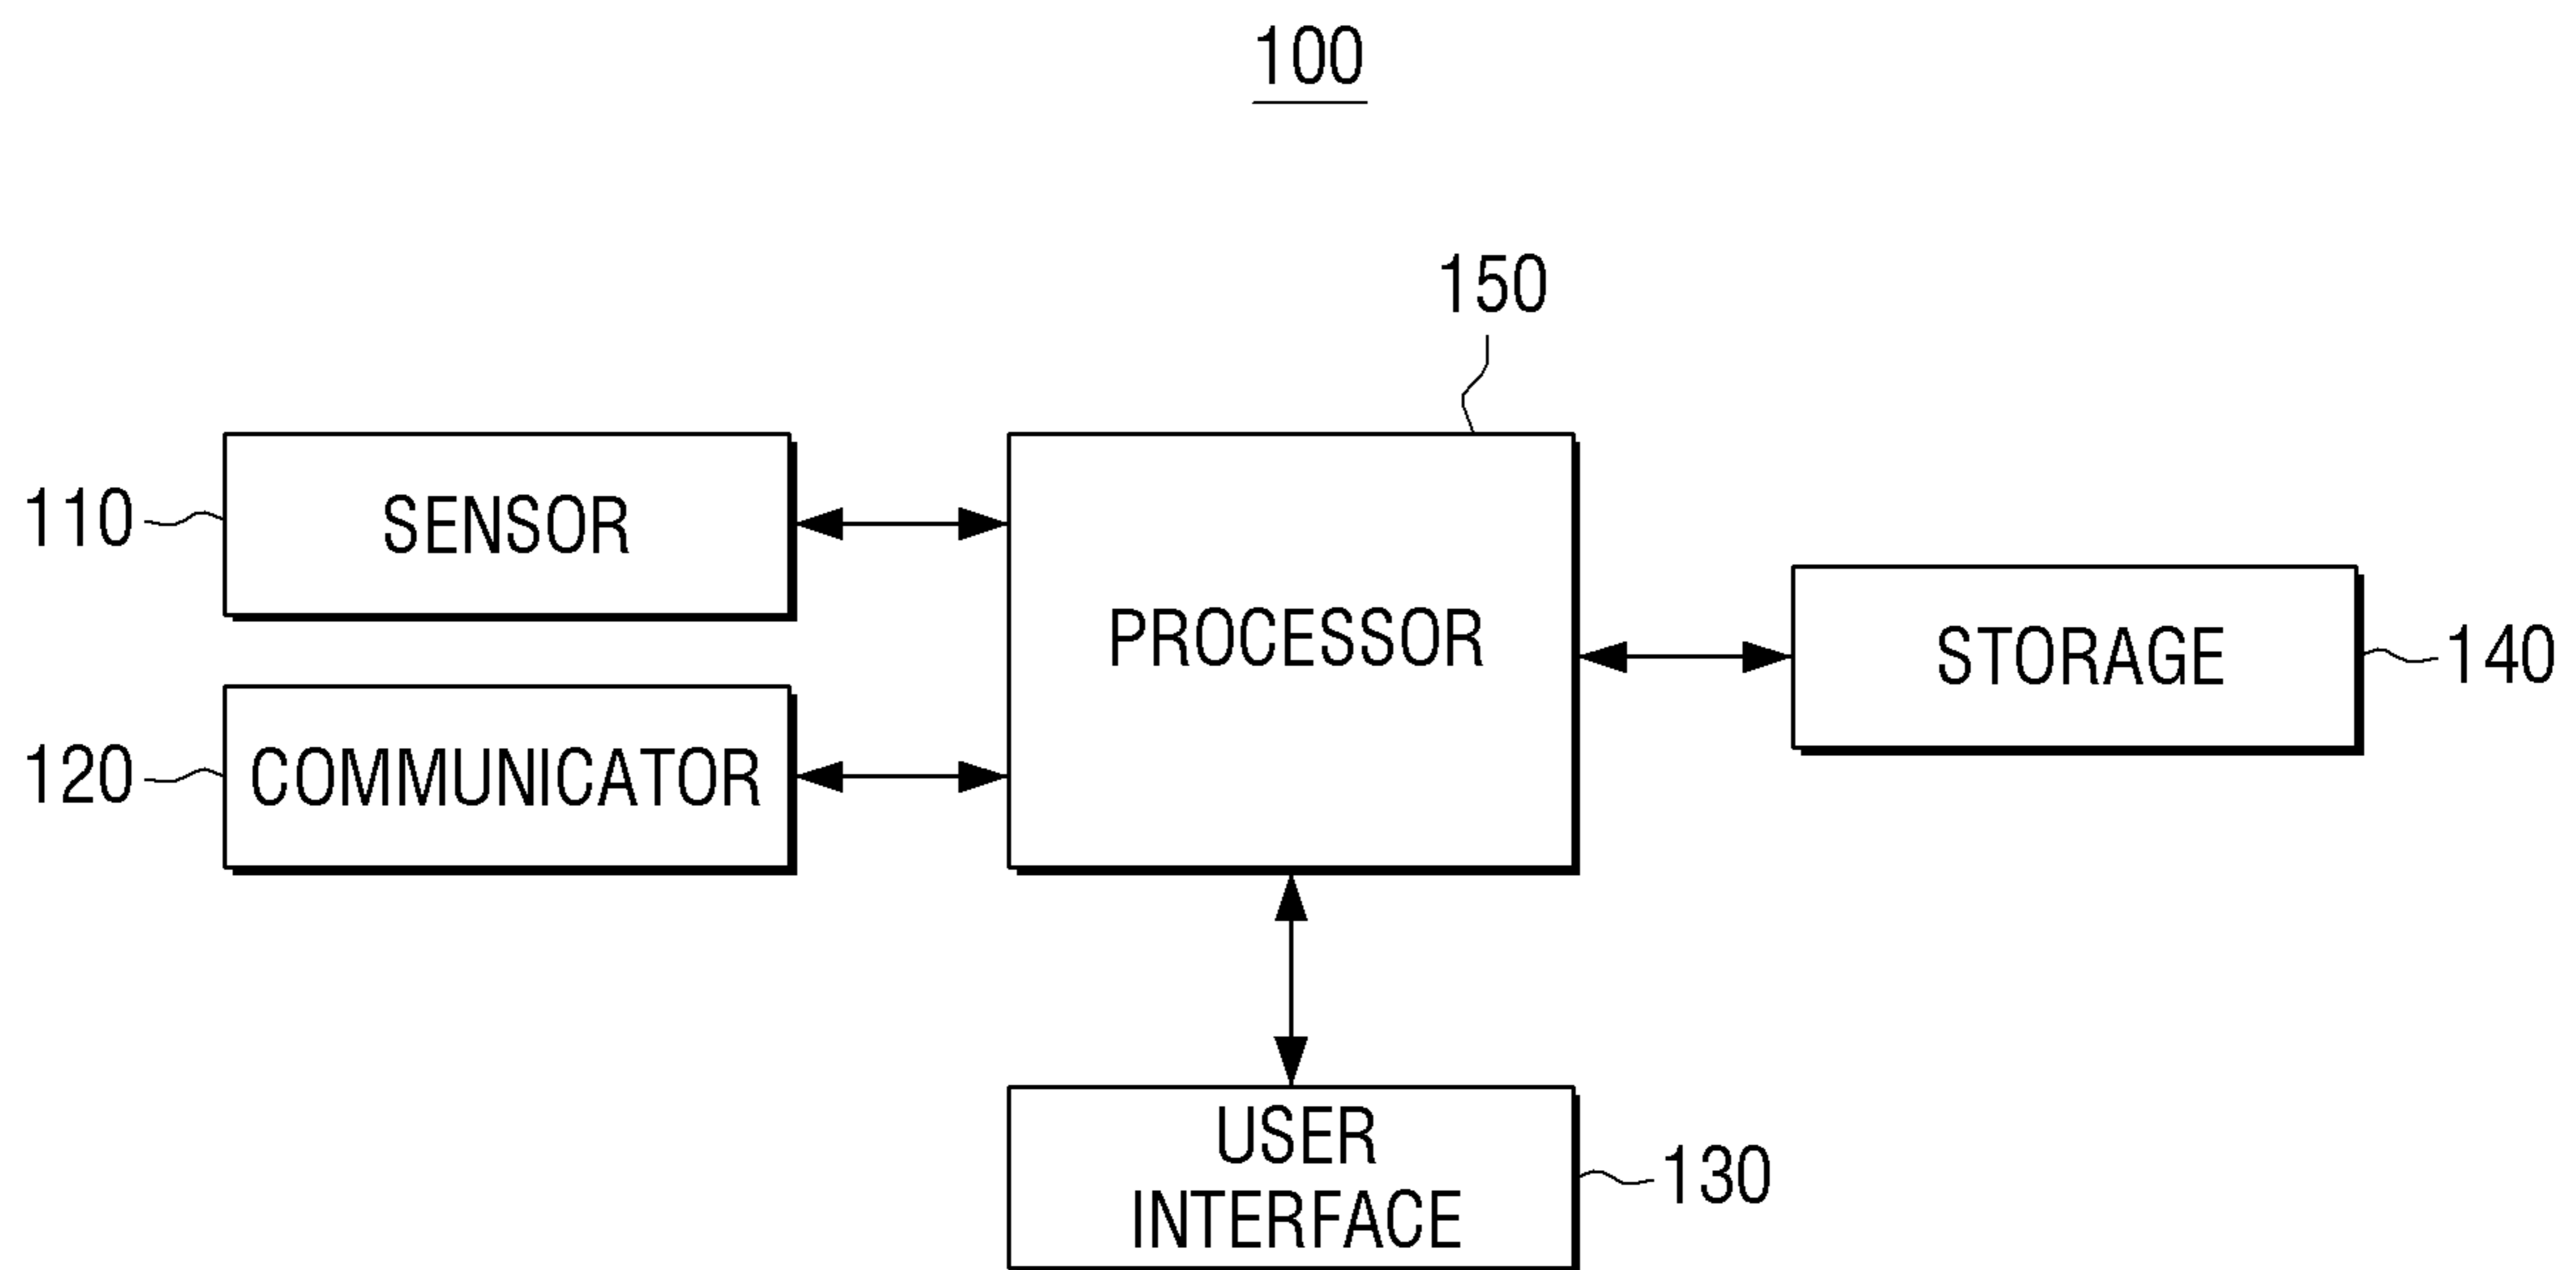 100
150
110
SENSOR
PROCESSOR
STORAGE
140
120
COMMUNICATOR
USER
INTERFACE
130